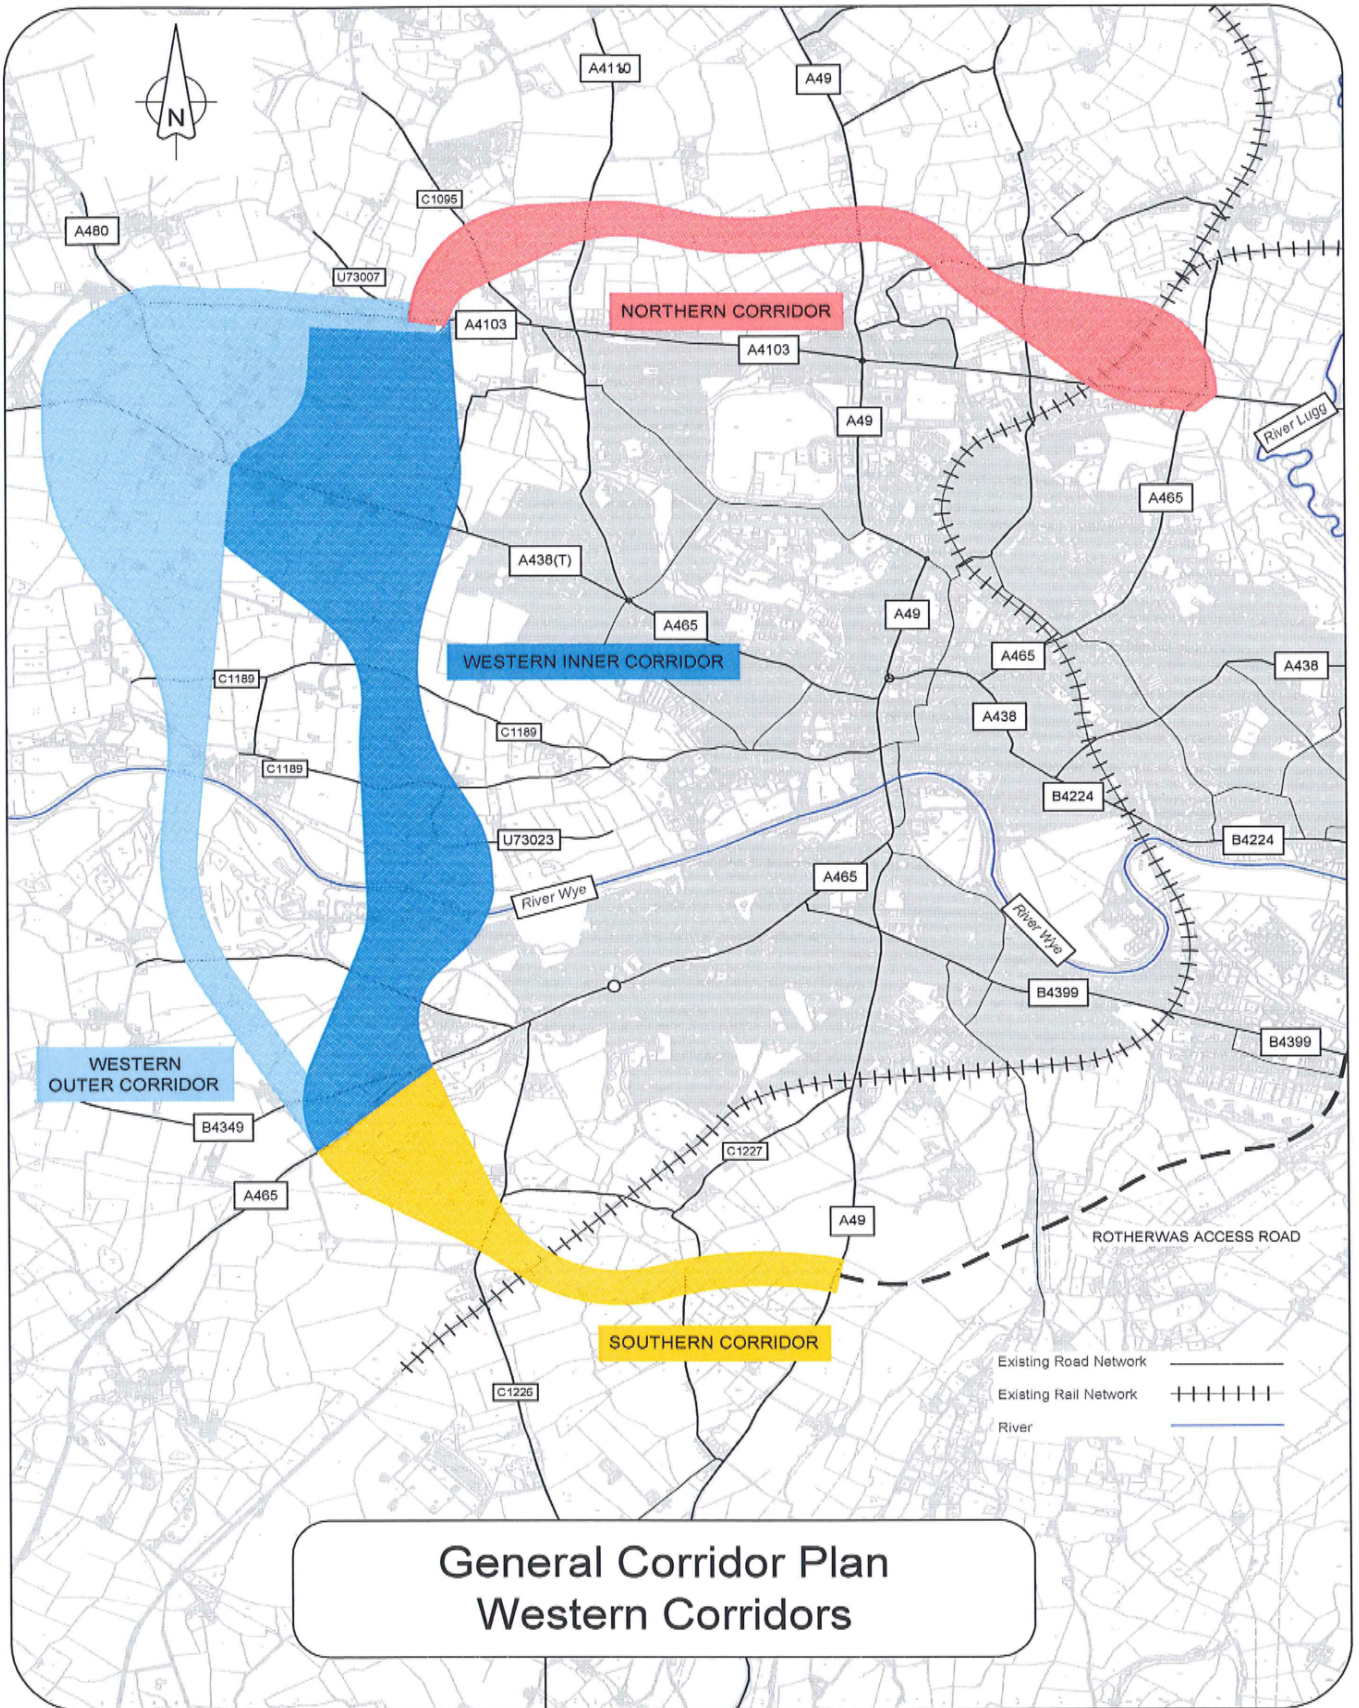 A4110
A49
N
C1095
A480
U73007
NORTHERN CORRIDOR
A4103
A4103
A49
River Lugg
A465
A438(T)
A49
A465
A465
WESTERN INNER CORRIDOR
A438
C1189
A438
C1189
C1189
B4224
U73023
B4224
A465
River Wye
River Wye
B4399
B4399
WESTERN
OUTER CORRIDOR
B4349
C1227
A465
A49
ROTHERWAS ACCESS ROAD
SOUTHERN CORRIDOR
Existing Road Network
C1226
Existing Rail Network
River
General Corridor Plan
Western Corridors